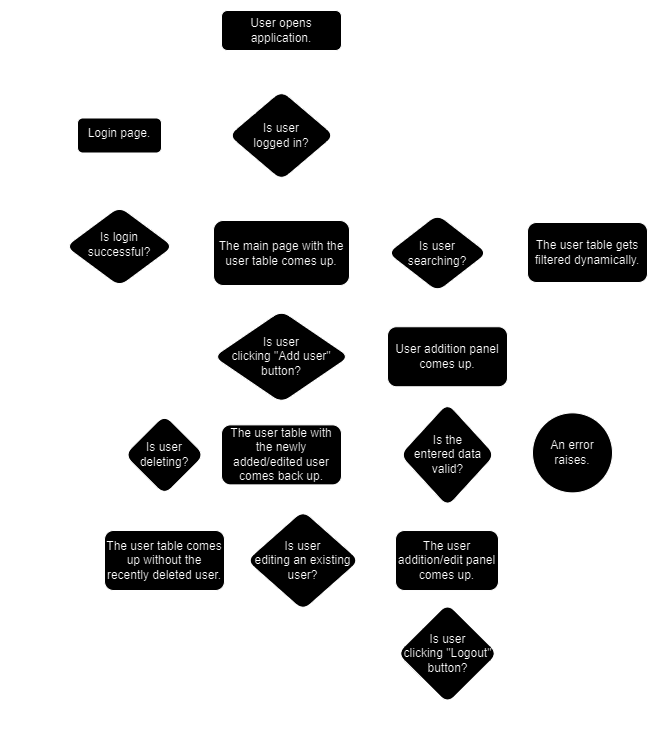 User opens
application.
Login page.
Is user
logged in?
Is login
successful?
The main page with the
user table comes up.
Is user
searching?
The user table gets
filtered dynamically.
Is user
clicking "Add user"
button?
User addition panel
comes up.
Is user
deleting?
The user table with
the newly
added/edited user
comes back up.
Is the
entered data
valid?
An error
raises.
The user table comes
up without the
recently deleted user.
Is user
editing an existing
user?
The user
addition/edit panel
comes up.
Is user
clicking "Logout"
button?